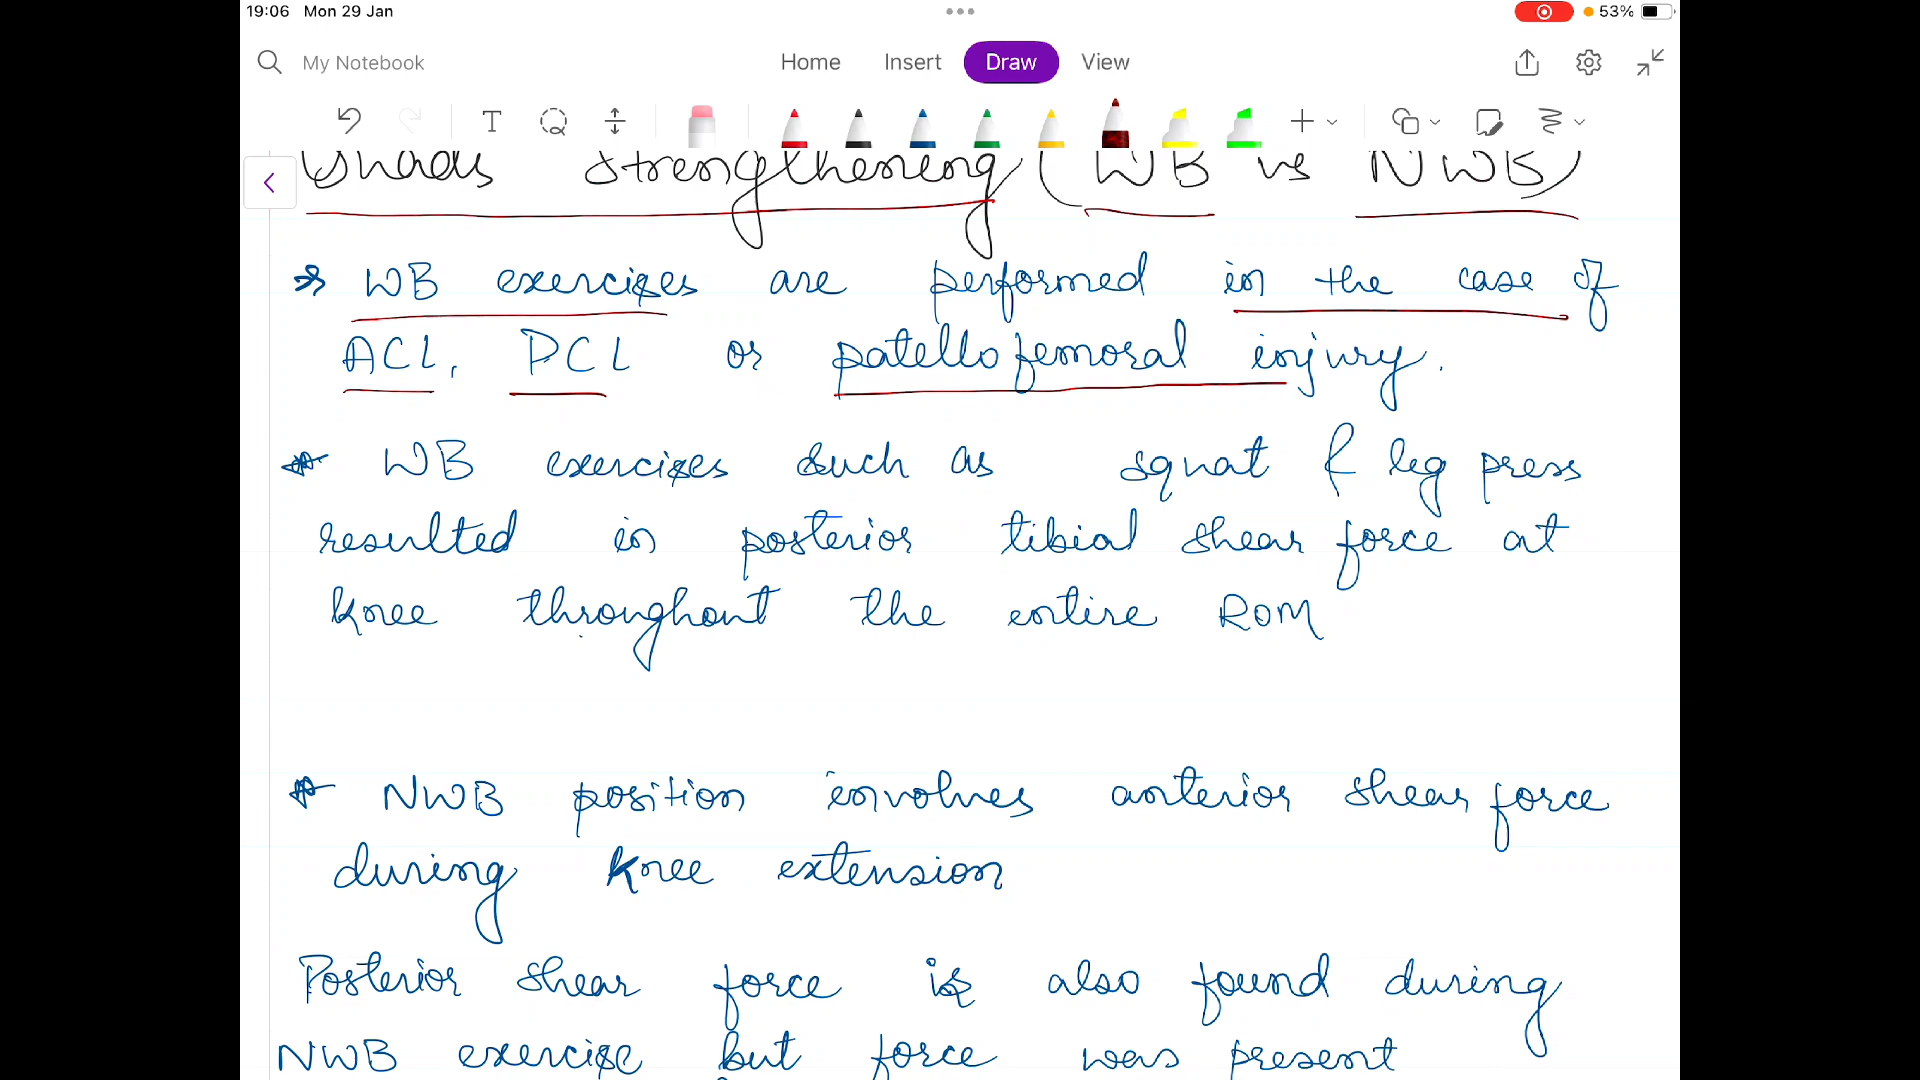 19:06 Mon 29 Jan
53%
My Notebook
Home Insert Draw View
Quads Strengthening (WB vs NWB)
WB exercises are performed in the case of
ACL, PCL or patellofemoral injury.
WB exercises such as squat & leg press
resulted in posterior tibial shear force at
knee throughout the entire ROM
NWB position involves anterior shear force
during knee extension
Posterior shear force is also found during
NWB exercise but force was present